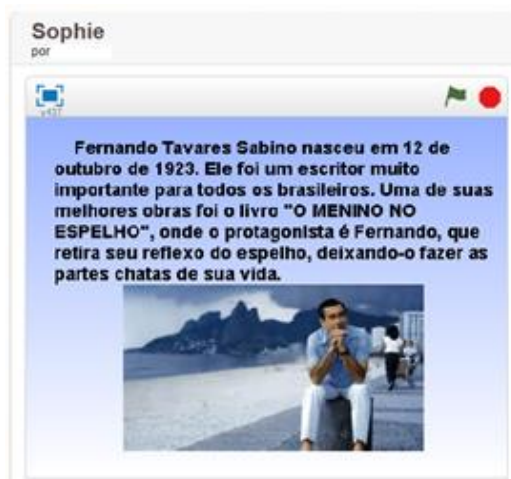 Sophie
por
v437
Fernando Tavares Sabino nasceu em 12 de
outubro de 1923. Ele foi um escritor muito
importante para todos os brasileiros. Uma de suas
melhores obras foi o livro "O MENINO NO
ESPELHO", onde o protagonista é Fernando, que
retira seu reflexo do espelho, deixando-o fazer as
partes chatas de sua vida.